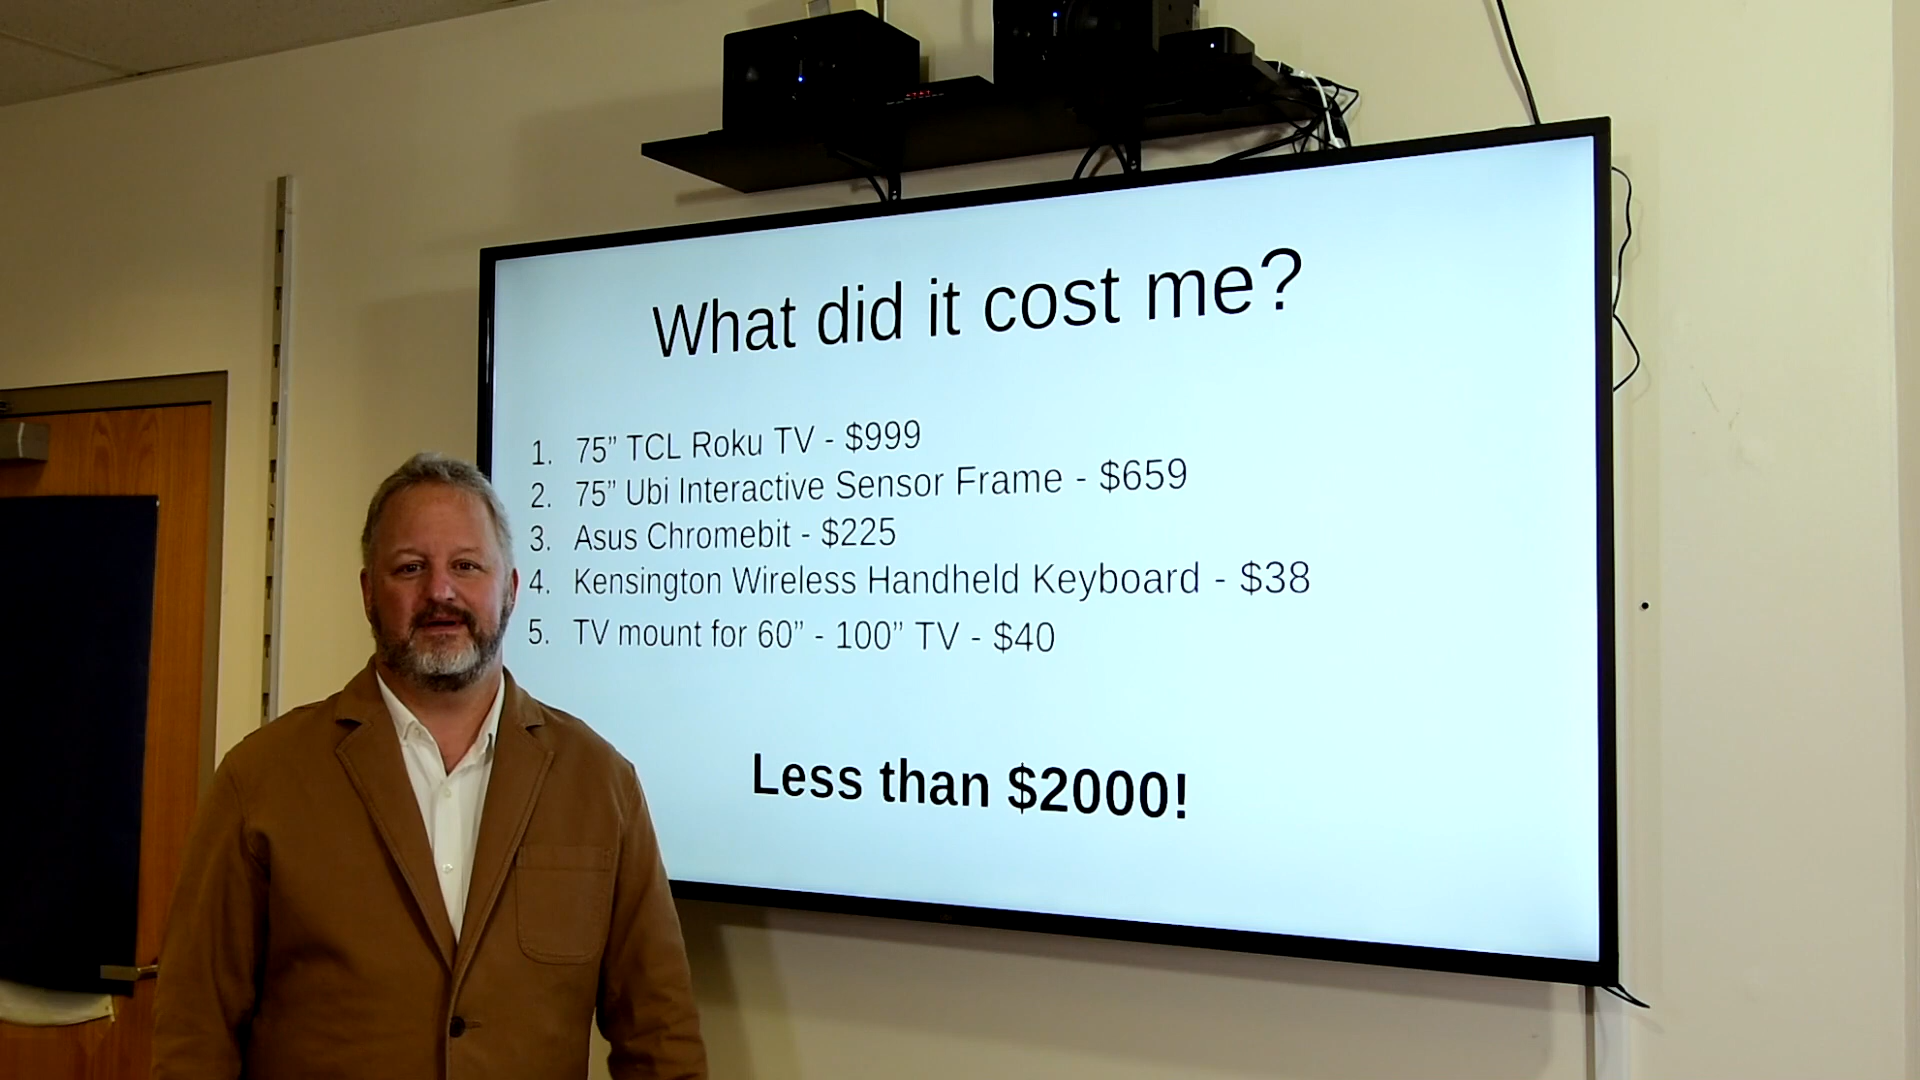 What did it cost me?
1. 75” TCL Roku TV - $999
2. 75” Ubi Interactive Sensor Frame - $659
3. Asus Chromebit - $225
4. Kensington Wireless Handheld Keyboard - $38
5. TV mount for 60” - 100” TV - $40
Less than $2000!